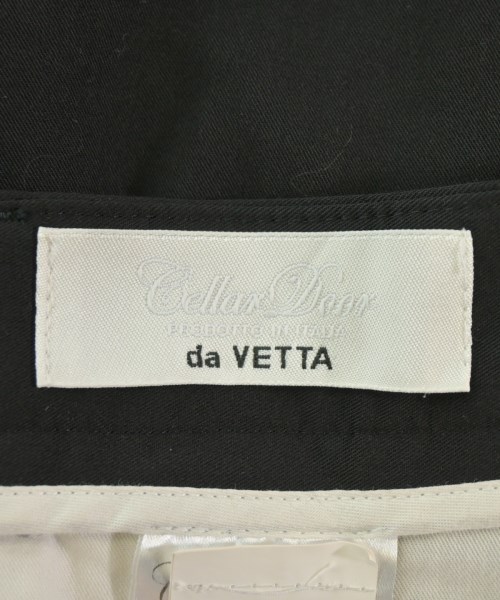 Cellar Door
PRODOTTO IN ITALIA
da VETTA